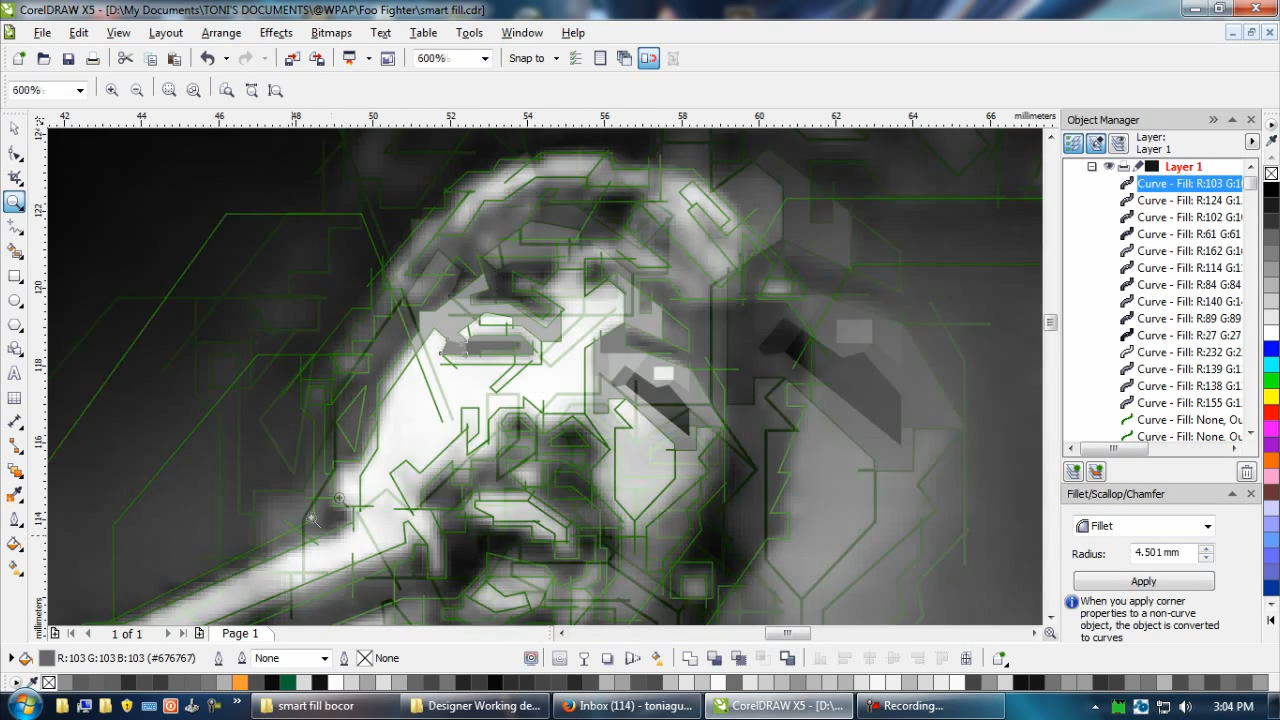 CorelDRAW X5 - [D:\My Documents\TONI'S DOCUMENTS\@WPAP\Foo Fighter\smart fill.cdr]
File Edit View Layout Arrange Effects Bitmaps Text Table Tools Window Help
600% Snap to
600%
42 44 46 48 50 52 54 56 58 60 62 64 66 millimeters
124
122
120
118
116
114
millimeters
Object Manager
Layer:
Layer 1
Layer 1
Curve - Fill: R:103 G:1
Curve - Fill: R:124 G:1
Curve - Fill: R:102 G:1
Curve - Fill: R:61 G:61
Curve - Fill: R:162 G:1
Curve - Fill: R:114 G:1
Curve - Fill: R:84 G:84
Curve - Fill: R:140 G:1
Curve - Fill: R:89 G:89
Curve - Fill: R:27 G:27
Curve - Fill: R:232 G:2
Curve - Fill: R:139 G:1
Curve - Fill: R:138 G:1
Curve - Fill: R:155 G:1
Curve - Fill: None, Ou
Curve - Fill: None, Ou
Fillet/Scallop/Chamfer
Fillet
Radius: 4.501 mm
Apply
When you apply corner
properties to a non-curve
object, the object is converted
to curves
1 of 1 Page 1
R:103 G:103 B:103 (#676767) None None
smart fill bocor Designer Working de... Inbox (114) - toniagu... CorelDRAW X5 - [D:\... Recording... 3:04 PM